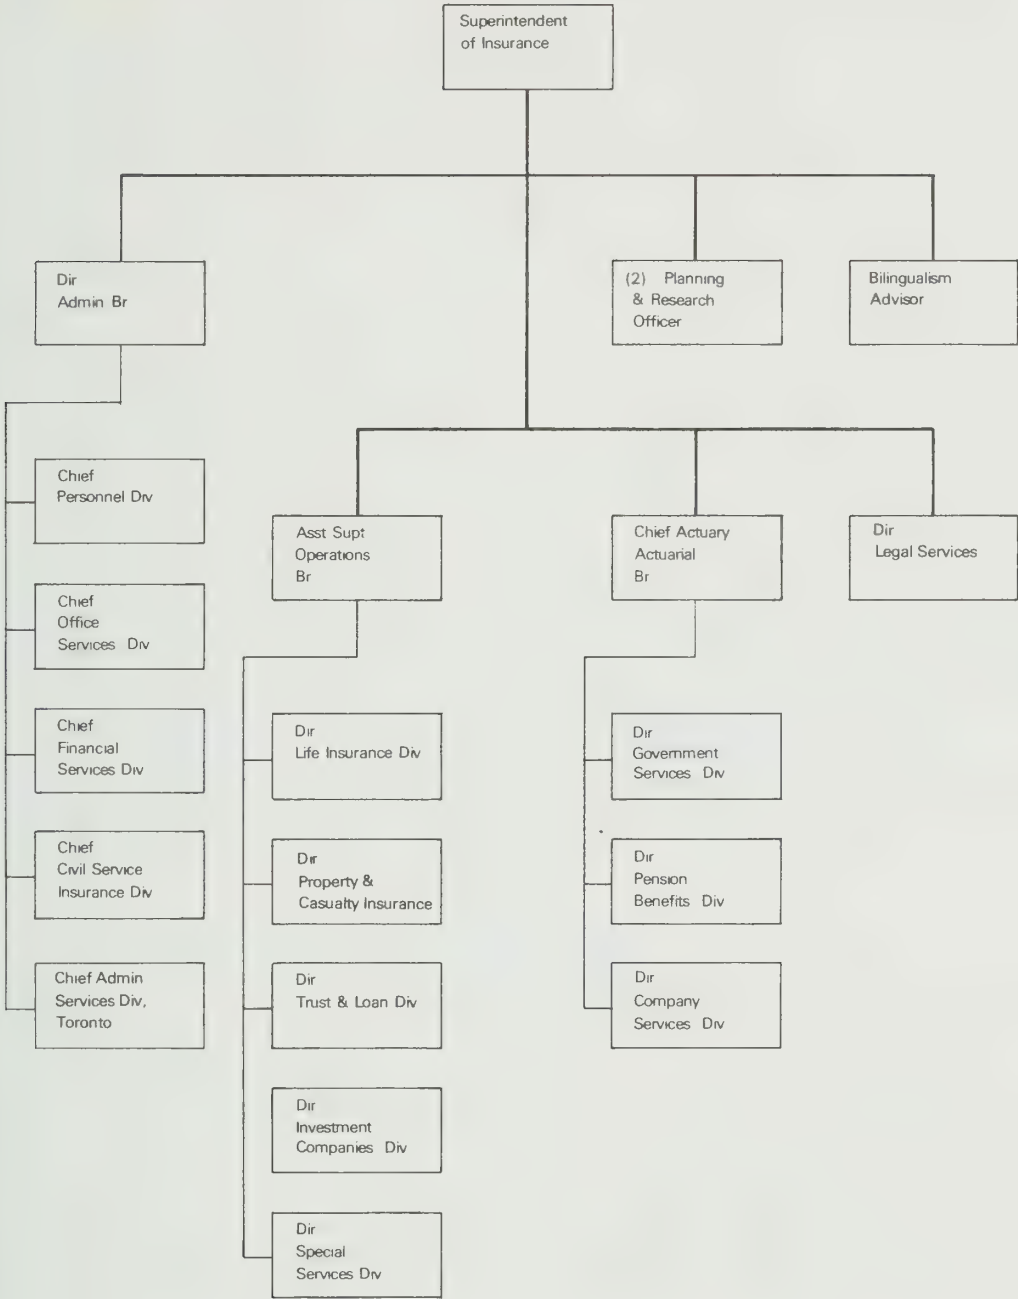 Superintendent
of Insurance
Dir
Admin Br
(2) Planning
& Research
Officer
Bilingualism
Advisor
Chief
Personnel Div
Chief
Office
Services Div
Chief
Financial
Services Div
Chief
Civil Service
Insurance Div
Chief Admin
Services Div,
Toronto
Asst Supt
Operations
Br
Dir
Life Insurance Div
Dir
Property &
Casualty Insurance
Dir
Trust & Loan Div
Dir
Investment
Companies Div
Dir
Special
Services Div
Chief Actuary
Actuarial
Br
Dir
Government
Services Div
Dir
Pension
Benefits Div
Dir
Company
Services Div
Dir
Legal Services